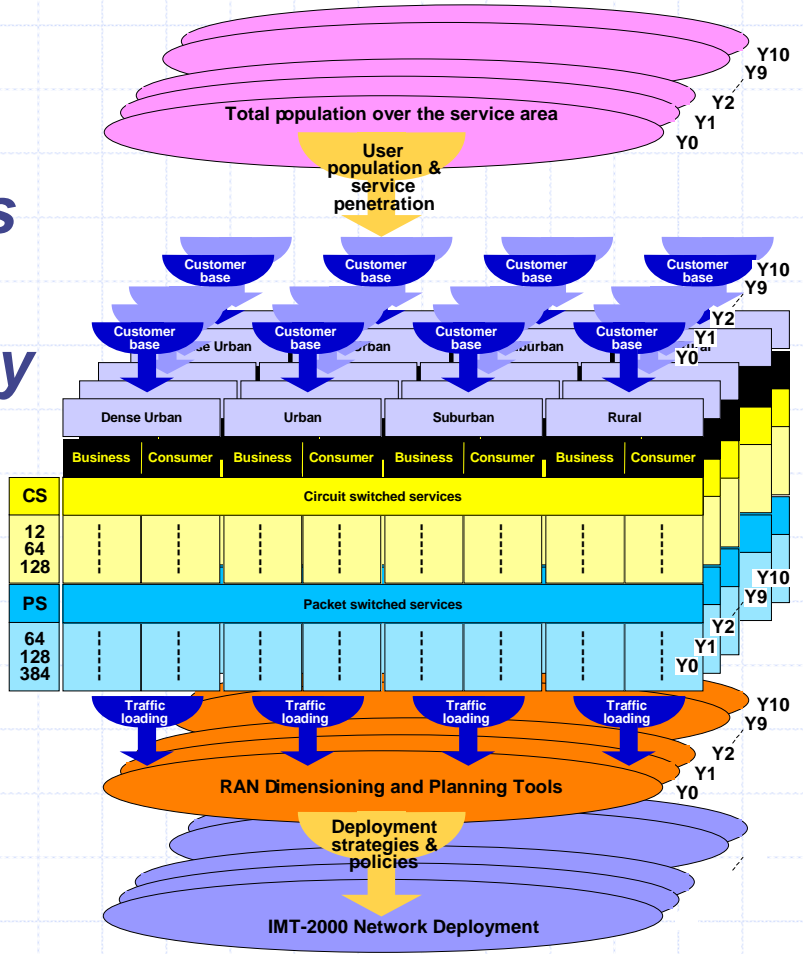 Y10
Y9
Y2
Y1
Y0
Total population over the service area
User
population &
service
penetration
s
y
Customer
base
Customer
base
Customer
base
Customer
base
Y10
Y9
Y2
Y1
Y0
Customer
base
Customer
base
Customer
base
Customer
base
Dense Urban
Urban
Suburban
Rural
Business
Consumer
Business
Consumer
Business
Consumer
Business
Consumer
CS
Circuit switched services
12
64
128
PS
Packet switched services
64
128
384
Y10
Y9
Y2
Y1
Y0
Traffic
loading
Traffic
loading
Traffic
loading
Traffic
loading
Y10
Y9
Y2
Y1
Y0
RAN Dimensioning and Planning Tools
Deployment
strategies &
policies
IMT-2000 Network Deployment